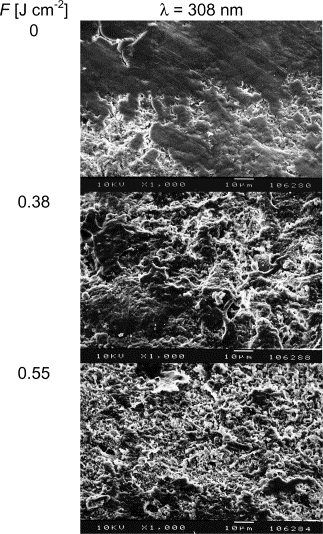 F [J cm-2] λ = 308 nm
0
10KV X1,000 10µm 106280
0.38
10KV X1,000 10µm 106288
0.55
10KV X1,000 10µm 106284